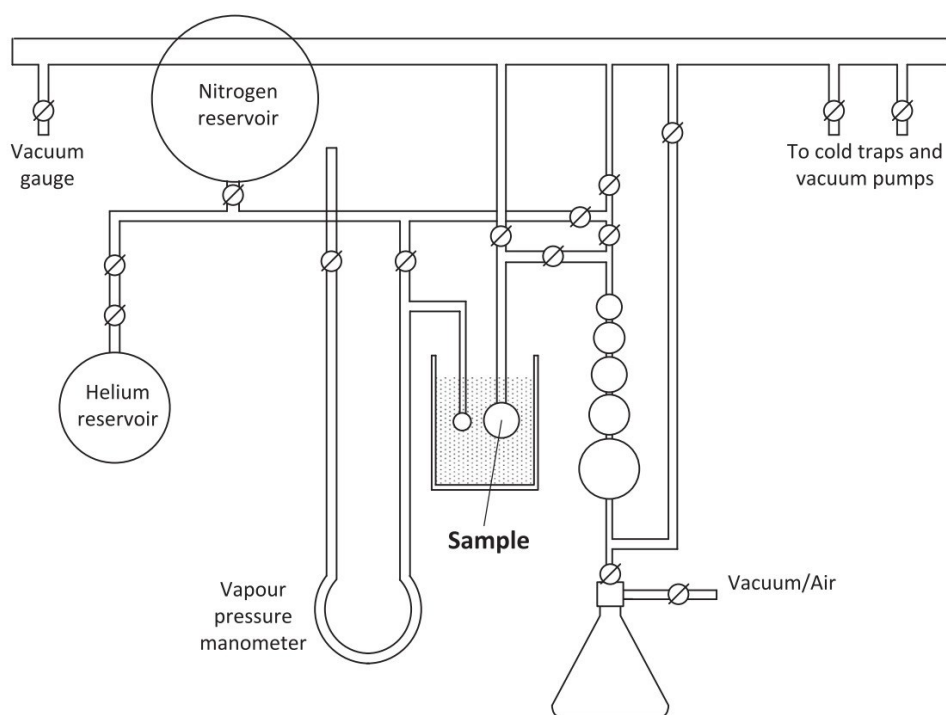 Nitrogen
reservoir
Vacuum
gauge
To cold traps and
vacuum pumps
Helium
reservoir
Sample
Vapour
pressure
manometer
Vacuum/Air